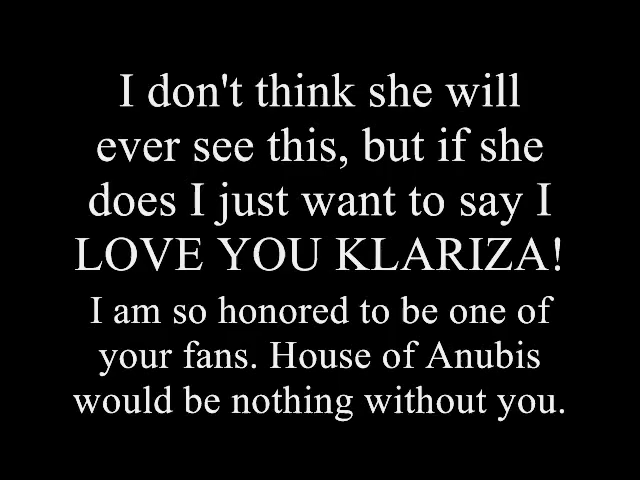 I don't think she will
ever see this, but if she
does I just want to say I
LOVE YOU KLARIZA!
I am so honored to be one of
your fans. House of Anubis
would be nothing without you.